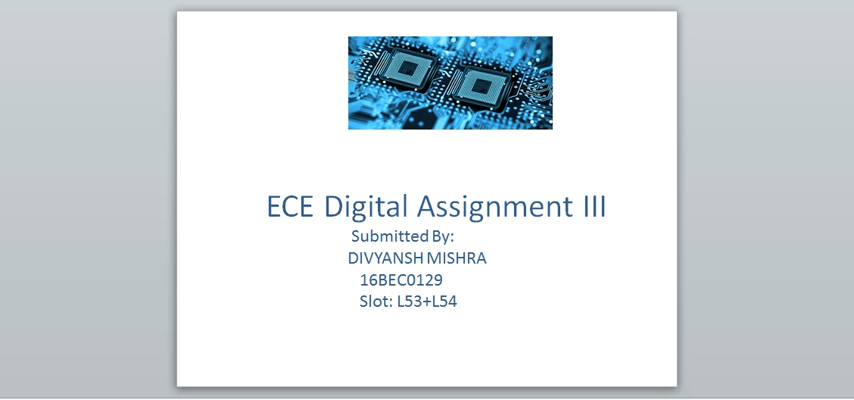 ECE Digital Assignment III
Submitted By:
DIVYANSH MISHRA
16BEC0129
Slot: L53+L54